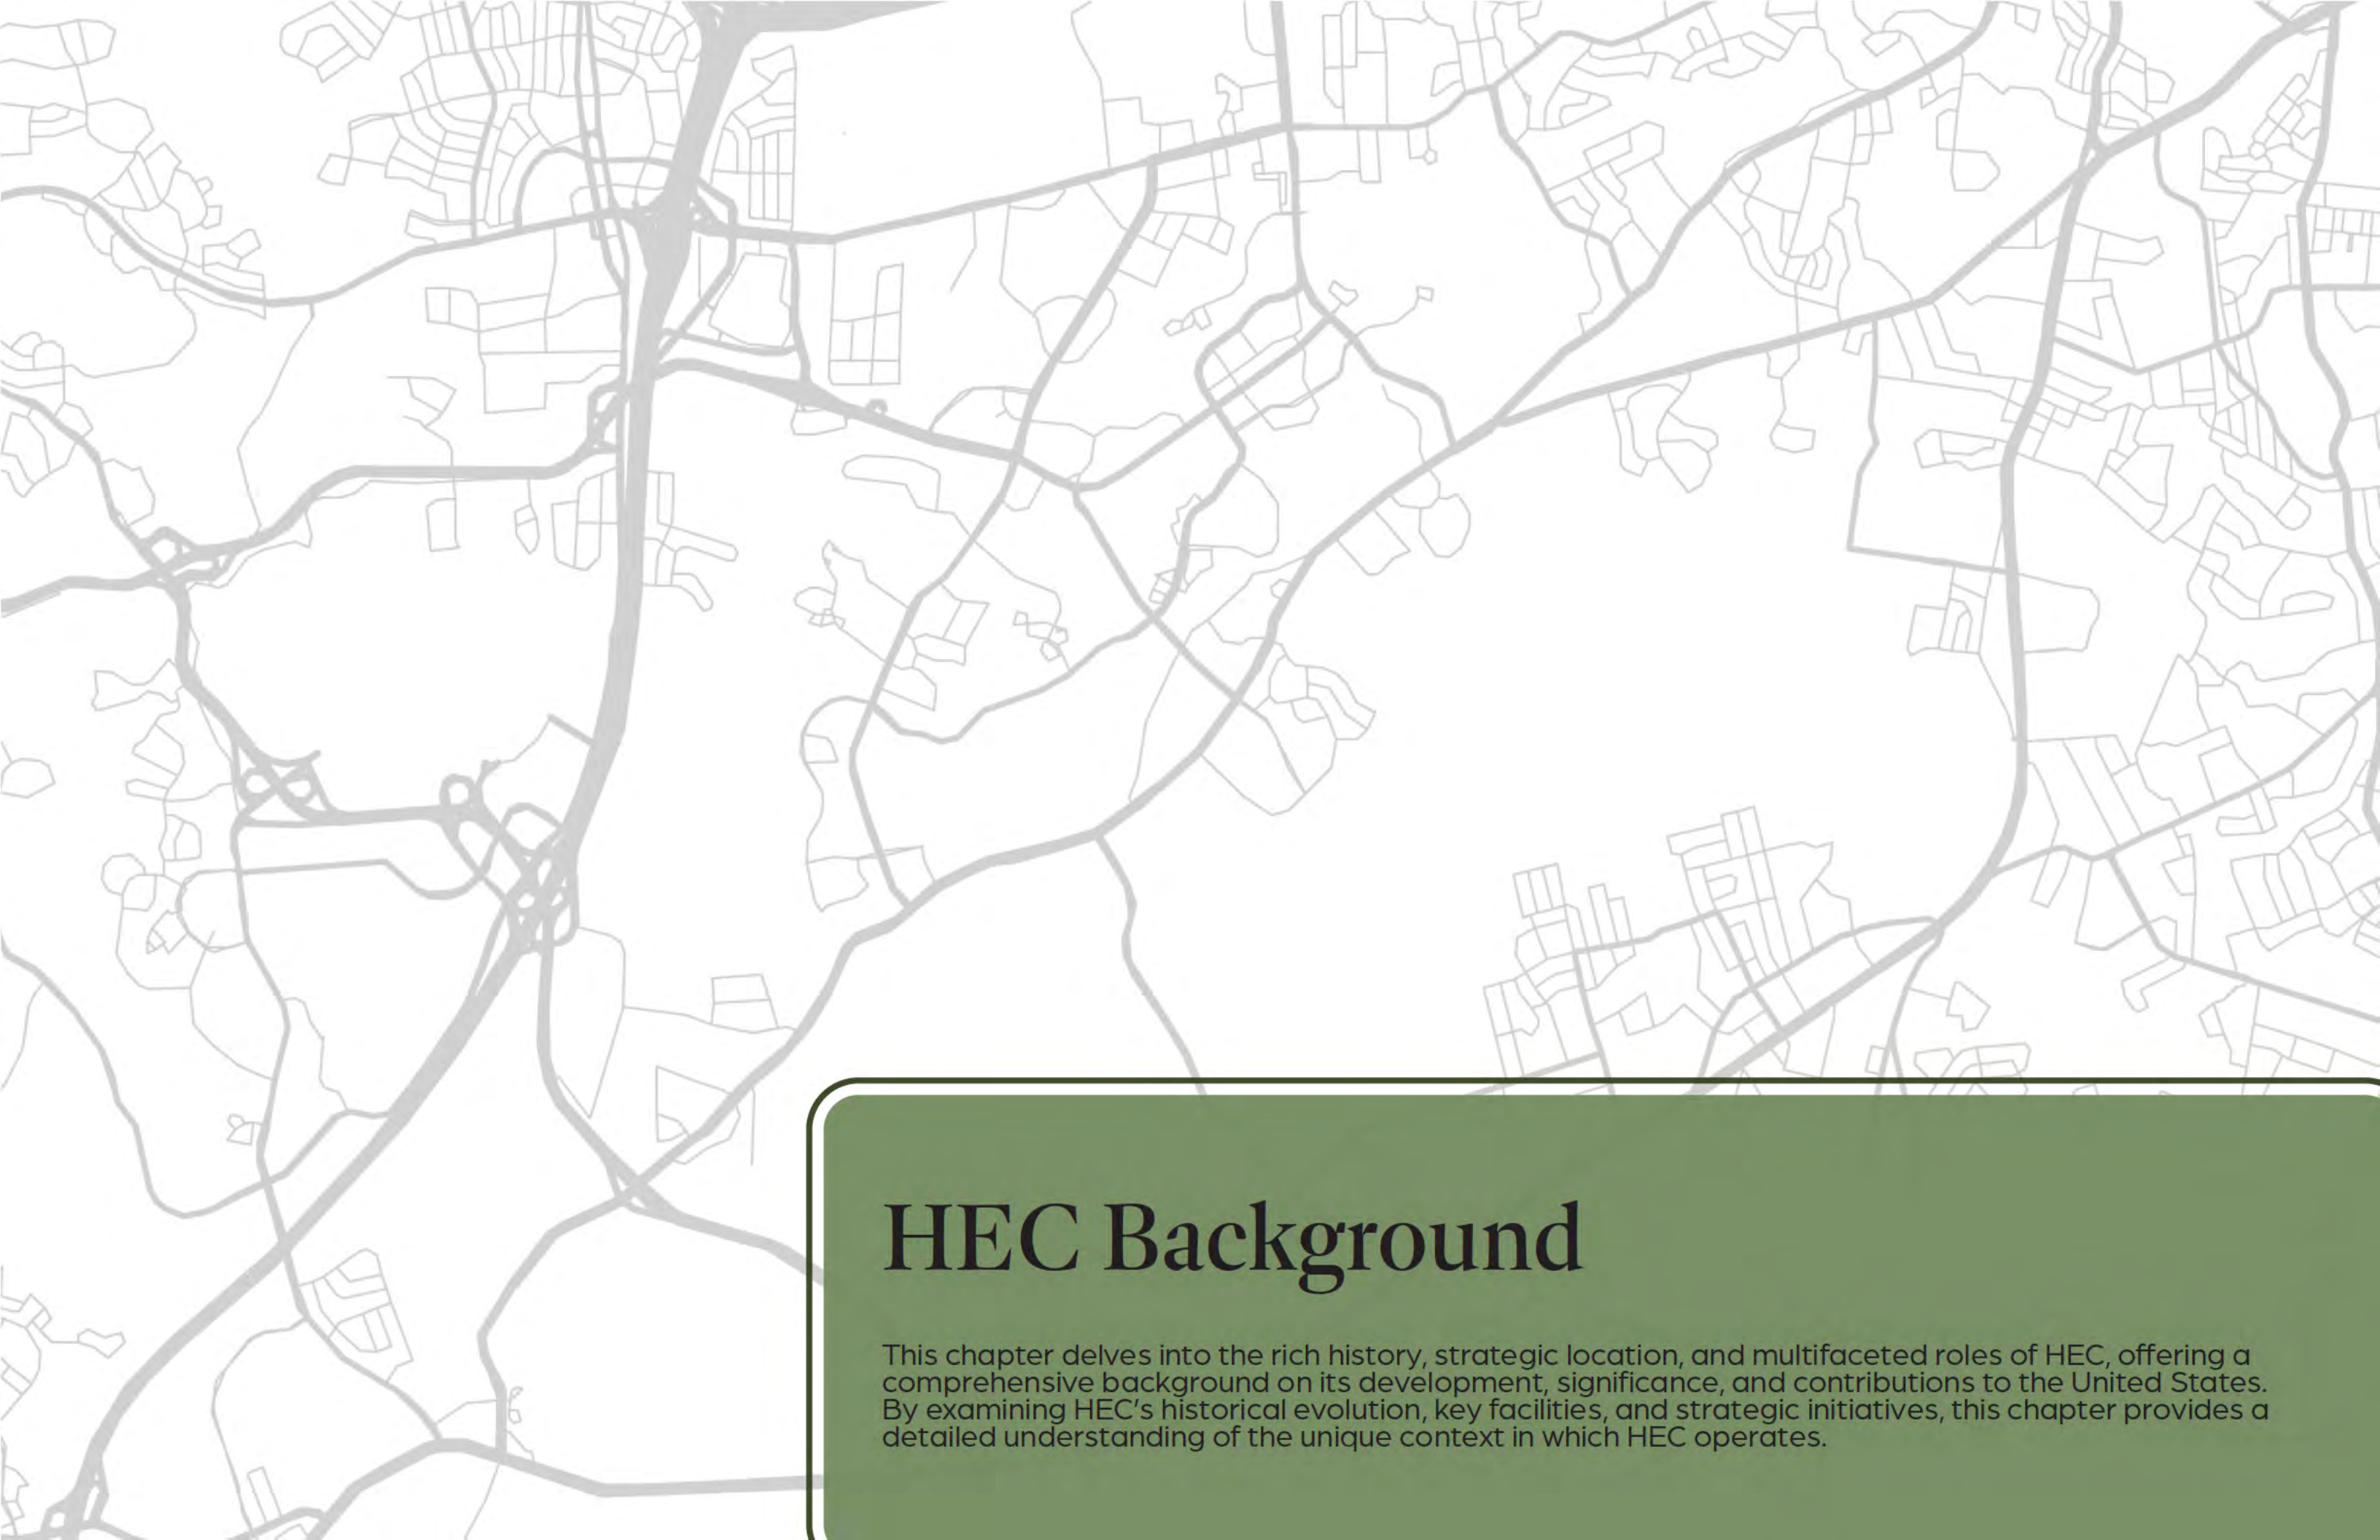 HEC Background
This chapter delves into the rich history, strategic location, and multifaceted roles of HEC, offering a
comprehensive background on its development, significance, and contributions to the United States.
By examining HEC’s historical evolution, key facilities, and strategic initiatives, this chapter provides a
detailed understanding of the unique context in which HEC operates.